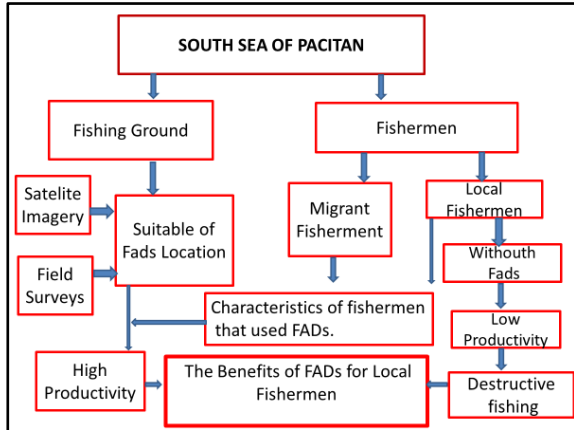 SOUTH SEA OF PACITAN
Fishing Ground
Fishermen
Satelite
Imagery
Suitable of
Fads Location
Migrant
Fisherment
Local
Fishermen
Field
Surveys
Withouth
Fads
Characteristics of fishermen
that used FADs.
Low
Productivity
High
Productivity
The Benefits of FADs for Local
Fishermen
Destructive
fishing